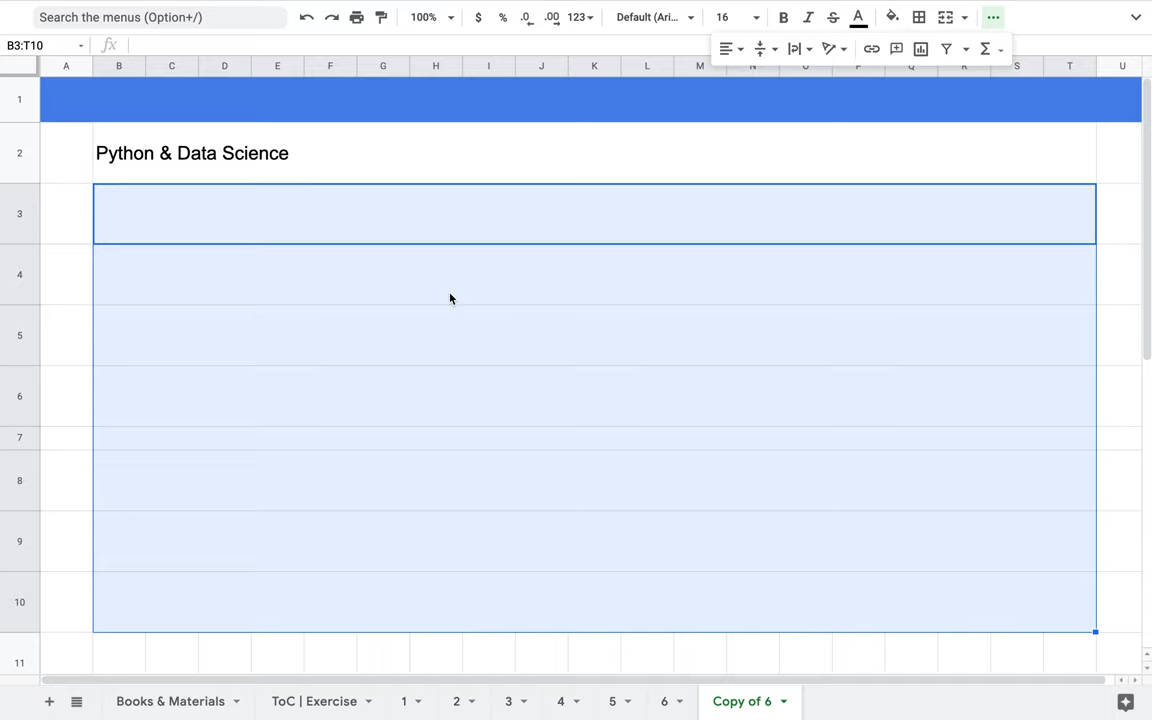 Search the menus (Option+/)
100%
$
%
.0
.00
123
Default (Ari...
16
B
I
S
A
B3:T10
fx
A B C D E F G H I J K L M N O P Q R S T U
1
2
Python & Data Science
3
4
5
6
7
8
9
10
11
Books & Materials
ToC | Exercise
1
2
3
4
5
6
Copy of 6